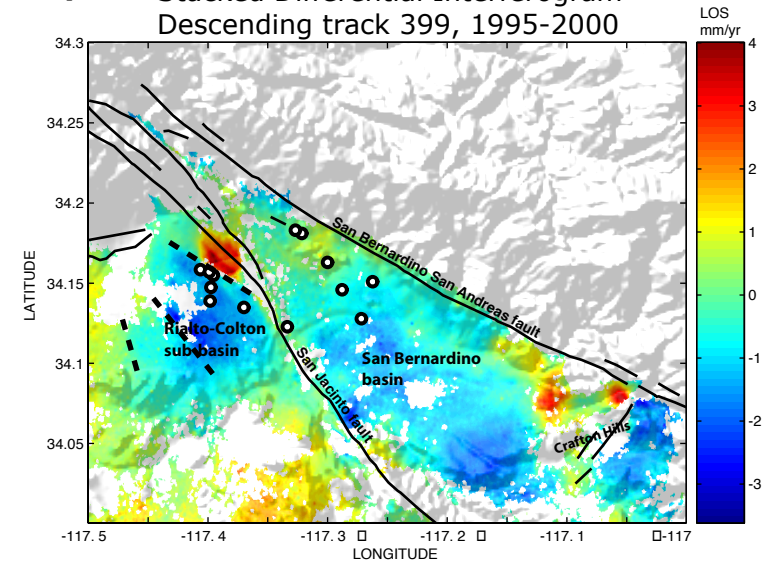 Stacked Differential Interferogram
Descending track 399, 1995-2000
LOS
mm/yr
34.3
34.25
34.2
34.15
34.1
34.05
LATITUDE
-117.5
-117.4
-117.3
-117.2
-117.1
-117
LONGITUDE
4
3
2
1
0
-1
-2
-3
San Bernardino San Andreas fault
Rialto-Colton
sub-basin
San Bernardino
basin
San Jacinto fault
Crafton Hills